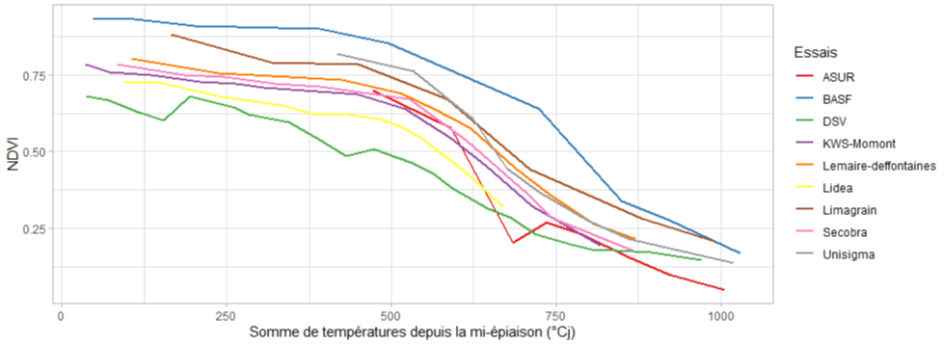 0.75
0.50
0.25
NDVI
0
250
500
750
1000
Somme de températures depuis la mi-épiaison (°Cj)
Essais
ASUR
BASF
DSV
KWS-Momont
Lemaire-deffontaines
Lidea
Limagrain
Secobra
Unisigma